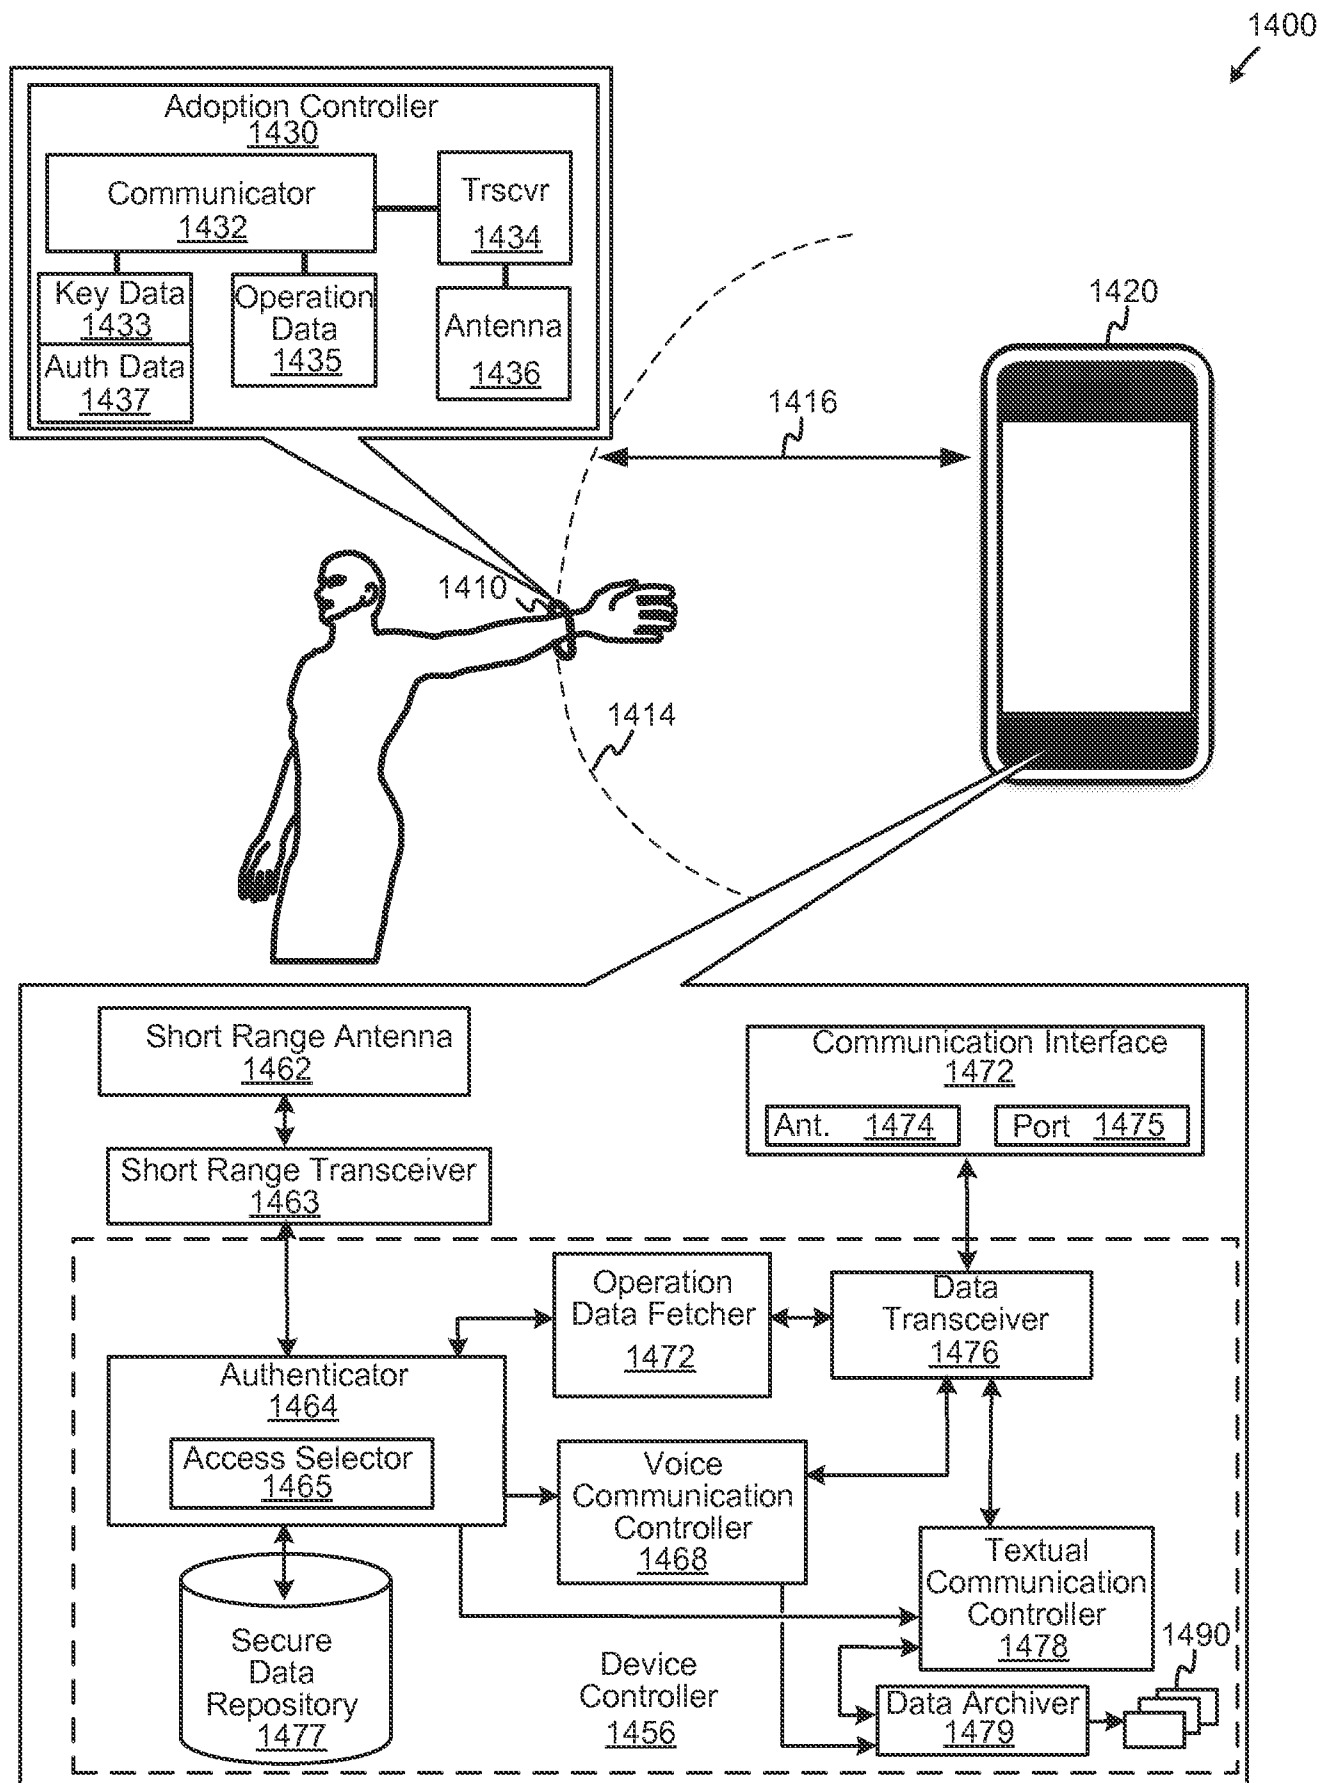 1400
Adoption Controller
1430
Communicator
1432
Trscvr
1434
Key Data
1433
Auth Data
1437
Operation
Data
1435
Antenna
1436
1420
1416
1410
1414
Short Range Antenna
1462
Communication Interface
1472
Ant. 1474
Port 1475
Short Range Transceiver
1463
Operation
Data Fetcher
1472
Data
Transceiver
1476
Authenticator
1464
Access Selector
1465
Voice
Communication
Controller
1468
Textual
Communication
Controller
1478
Secure
Data
Repository
1477
Device
Controller
1456
1490
Data Archiver
1479